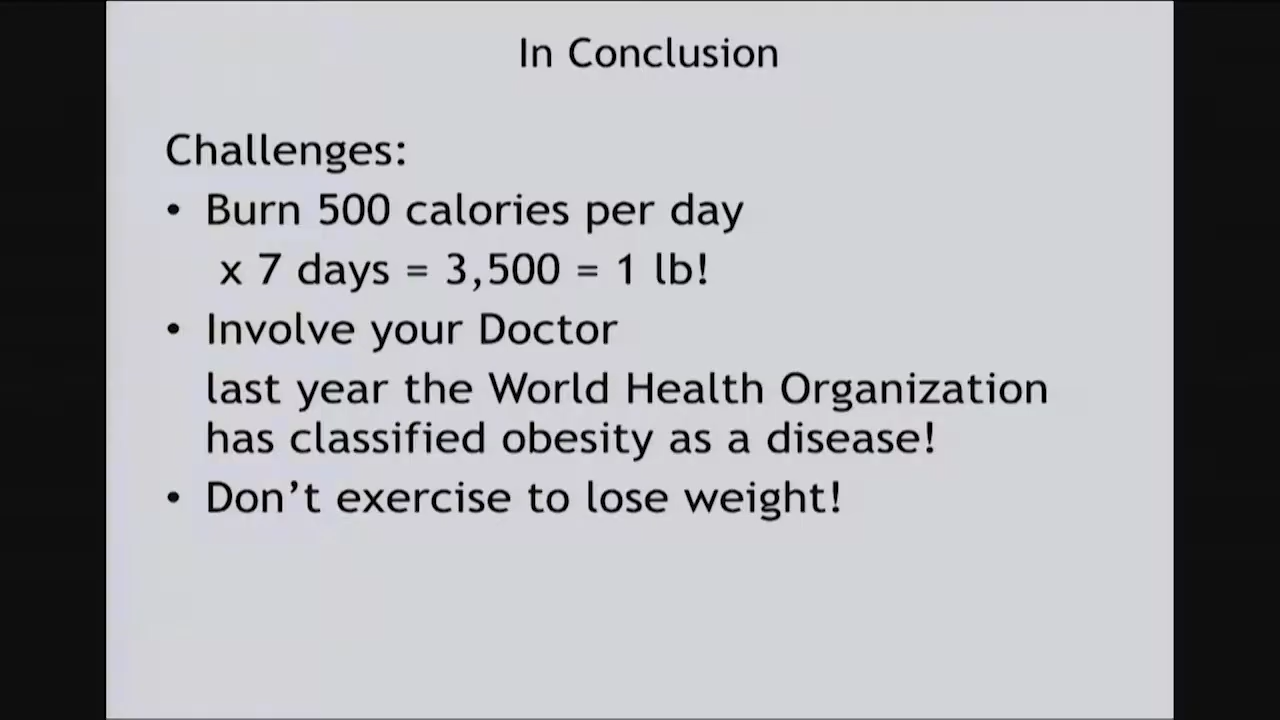 In Conclusion
Challenges:
• Burn 500 calories per day
x 7 days = 3,500 = 1 lb!
• Involve your Doctor
last year the World Health Organization
has classified obesity as a disease!
• Don’t exercise to lose weight!